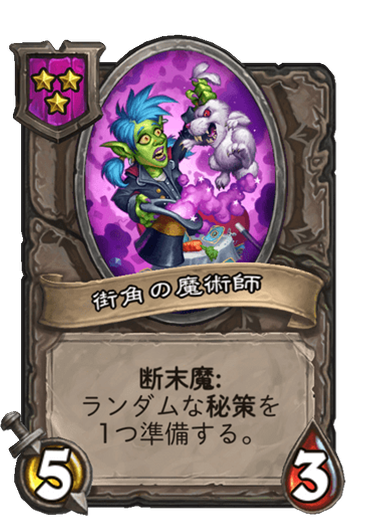 街角の魔術師
断末魔:
ランダムな秘策を
1つ準備する。
5
3